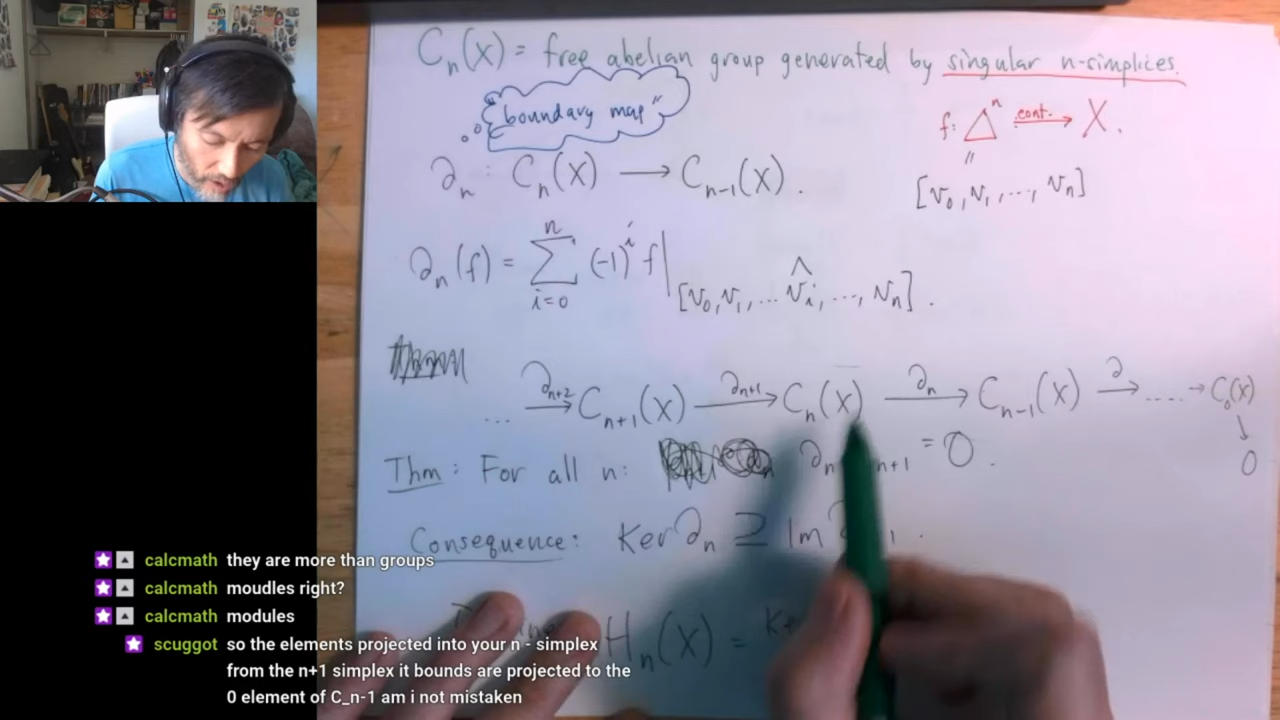 Cₙ(X) = free abelian group generated by singular n-simplices.
"boundary map"
f: Δⁿ cont.→ X.
∂ₙ : Cₙ(X) → Cₙ₋₁(X).
"
[v₀, v₁, ..., vₙ]
∂ₙ(f) = Σⁿᵢ₌₀ (-1)ⁱ f|[v₀, v₁, ... v̂ᵢ, ..., vₙ].
... ∂ₙ₊₂→ Cₙ₊₁(X) ∂ₙ₊₁→ Cₙ(X) ∂ₙ→ Cₙ₋₁(X) ∂→ ..... → C₀(X)
↓
0
Thm: For all n: ∂ₙ n+1 = 0.
Consequence: Ker ∂ₙ ⊇ Im
Hₙ(X) =
calcmath they are more than groups
calcmath moudles right?
calcmath modules
scuggot so the elements projected into your n - simplex
from the n+1 simplex it bounds are projected to the
0 element of C_n-1 am i not mistaken